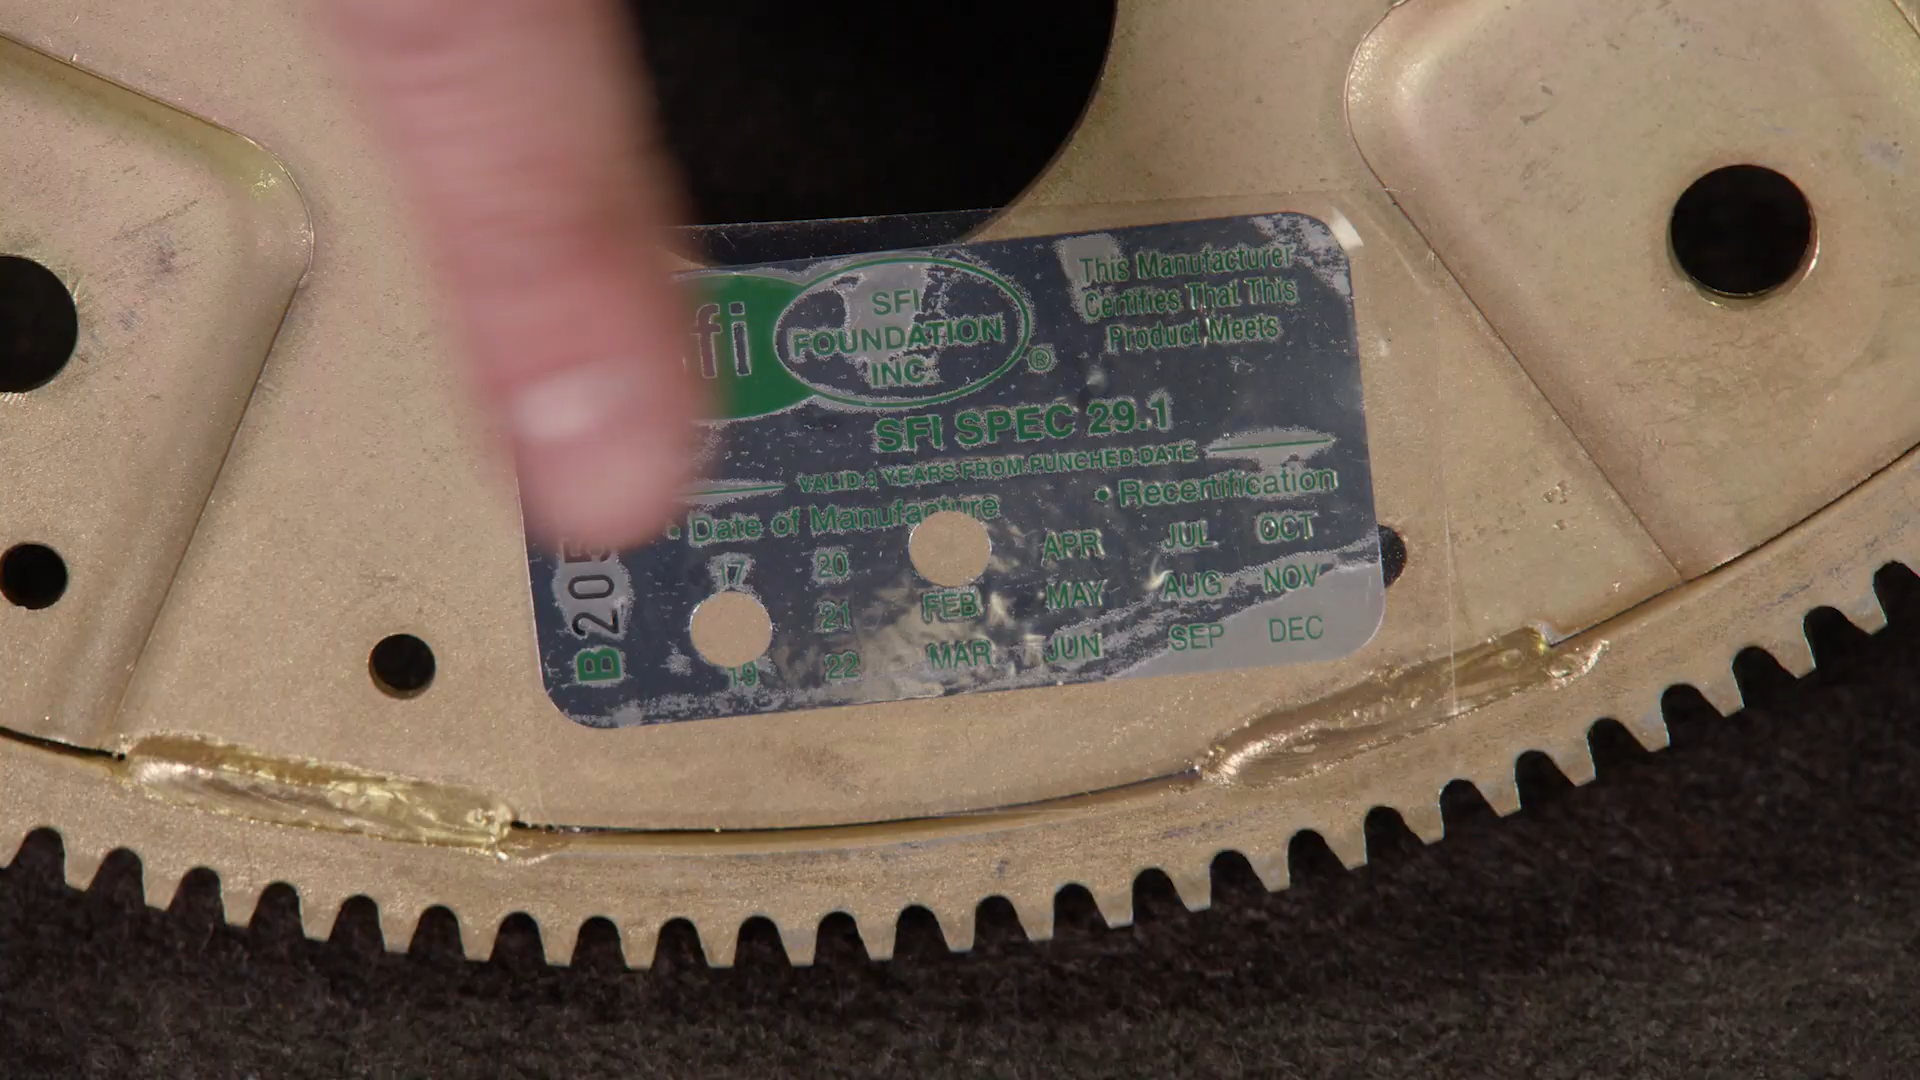 fi
SFI
FOUNDATION
INC.
®
This Manufacturer
Certifies That This
Product Meets
SFI SPEC 29.1
VALID 3 YEARS FROM PUNCHED DATE
• Date of Manufacture
• Recertification
17 20 APR JUL OCT
21 FEB MAY AUG NOV
19 22 MAR JUN SEP DEC
B 205